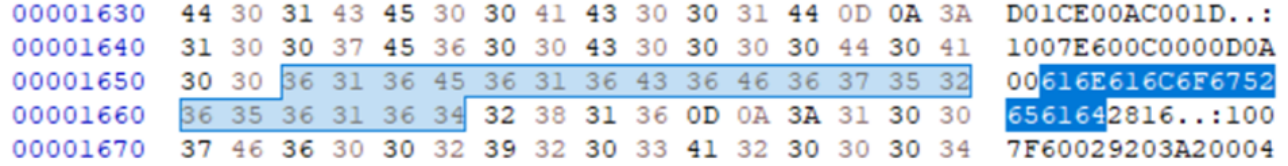 00001630 44 30 31 43 45 30 30 41 43 30 30 31 44 0D 0A 3A D01CE00AC001D..:
00001640 31 30 30 37 45 36 30 30 43 30 30 30 30 44 30 41 1007E600C0000D0A
00001650 30 30 36 31 36 45 36 31 36 43 36 46 36 37 35 32 00616E616C6F6752
00001660 36 35 36 31 36 34 32 38 31 36 0D 0A 3A 31 30 30 6561642816..:100
00001670 37 46 36 30 30 32 39 32 30 33 41 32 30 30 30 34 7F60029203A20004